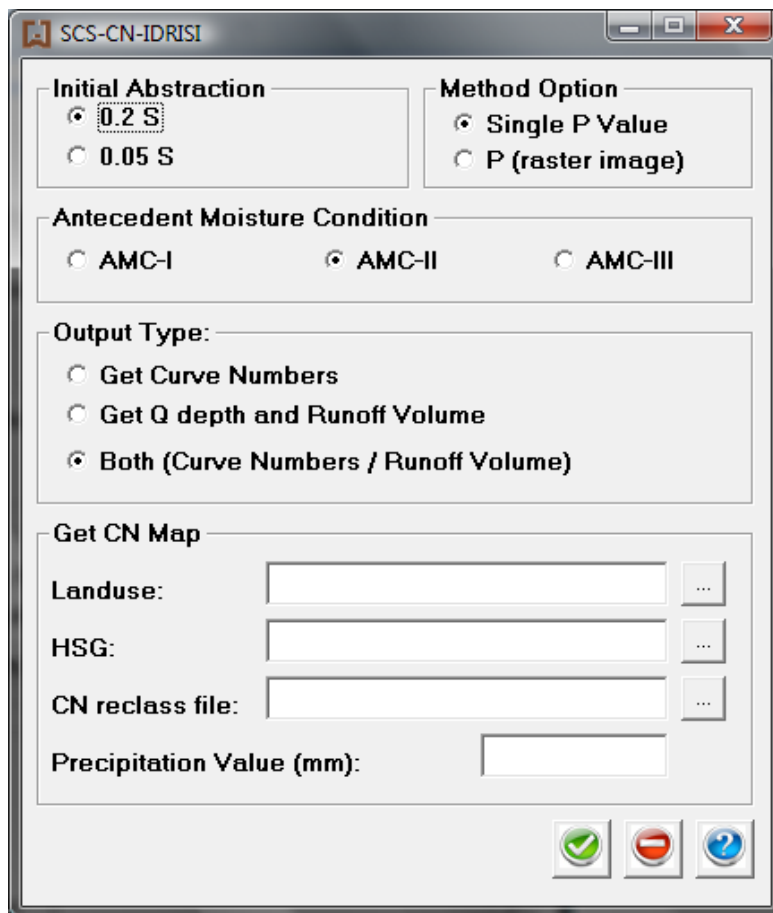 SCS-CN-IDRISI
Initial Abstraction
0.2 S
0.05 S
Method Option
Single P Value
P (raster image)
Antecedent Moisture Condition
AMC-I AMC-II AMC-III
Output Type:
Get Curve Numbers
Get Q depth and Runoff Volume
Both (Curve Numbers / Runoff Volume)
Get CN Map
Landuse: ...
HSG: ...
CN reclass file: ...
Precipitation Value (mm):
?